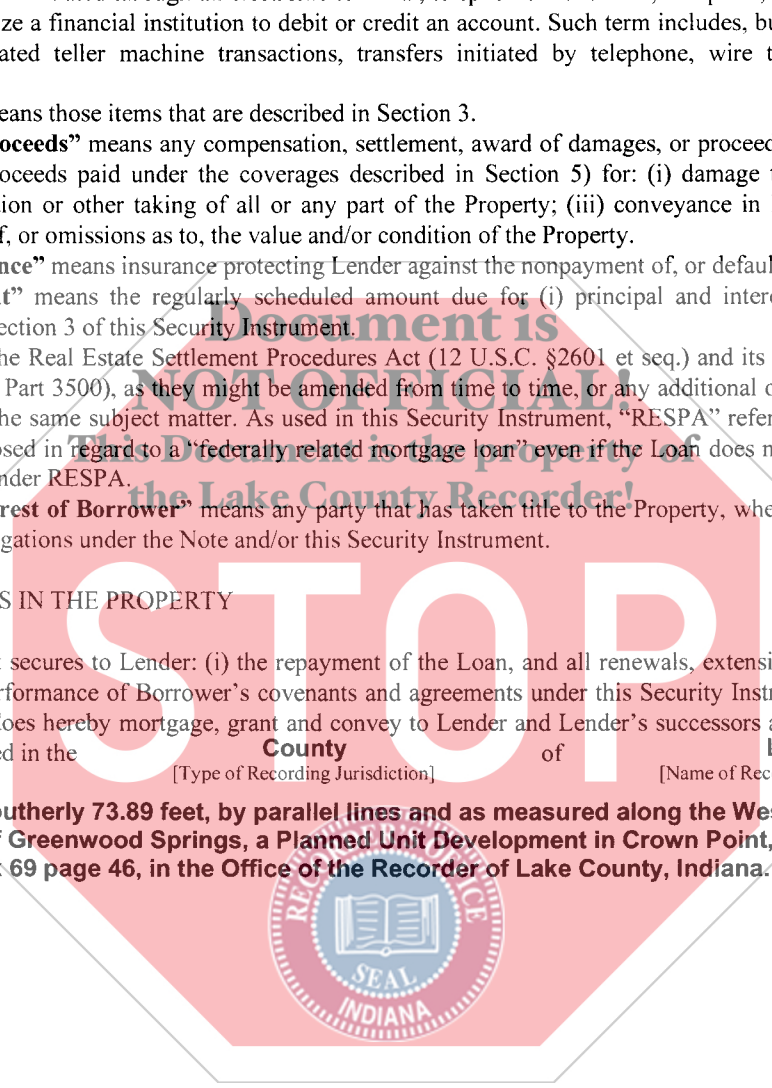 ze a financial institution to debit or credit an account. Such term includes, bu
ated teller machine transactions, transfers initiated by telephone, wire t
eans those items that are described in Section 3.
oceeds” means any compensation, settlement, award of damages, or proceed
oceeds paid under the coverages described in Section 5) for: (i) damage t
ion or other taking of all or any part of the Property; (iii) conveyance in
f, or omissions as to, the value and/or condition of the Property.
nce” means insurance protecting Lender against the nonpayment of, or defaul
t” means the regularly scheduled amount due for (i) principal and intere
ection 3 of this Security Instrument.
Document is
he Real Estate Settlement Procedures Act (12 U.S.C. §2601 et seq.) and its
NOT OFFICIAL!
Part 3500), as they might be amended from time to time, or any additional o
he same subject matter. As used in this Security Instrument, “RESPA” refer
This Document is the property of
osed in regard to a “federally related mortgage loan” even if the Loan does n
nder RESPA.
the Lake County Recorder!
rest of Borrower” means any party that has taken title to the Property, whe
gations under the Note and/or this Security Instrument.
S IN THE PROPERTY
STOP
secures to Lender: (i) the repayment of the Loan, and all renewals, extensi
rformance of Borrower’s covenants and agreements under this Security Instr
oes hereby mortgage, grant and convey to Lender and Lender’s successors a
ed in the County of
[Type of Recording Jurisdiction] [Name of Rec
outherly 73.89 feet, by parallel lines and as measured along the Wes
f Greenwood Springs, a Planned Unit Development in Crown Point,
69 page 46, in the Office of the Recorder of Lake County, Indiana.
RECORDER'S OFFICE
SEAL
INDIANA